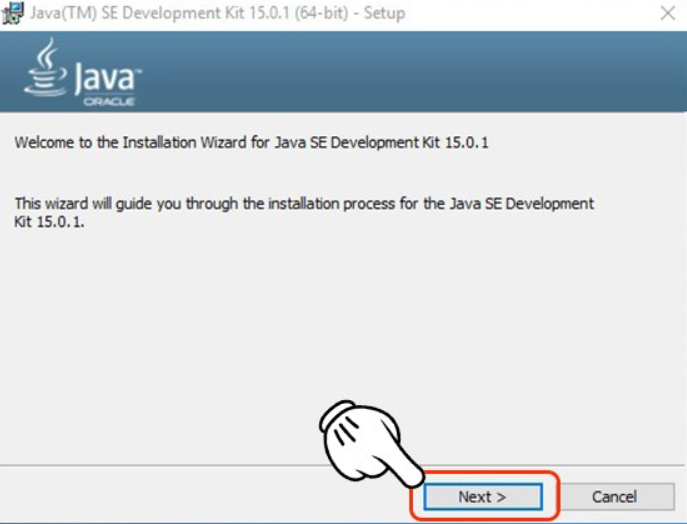 Java(TM) SE Development Kit 15.0.1 (64-bit) - Setup
Java™
ORACLE
Welcome to the Installation Wizard for Java SE Development Kit 15.0.1
This wizard will guide you through the installation process for the Java SE Development
Kit 15.0.1.
Next >
Cancel